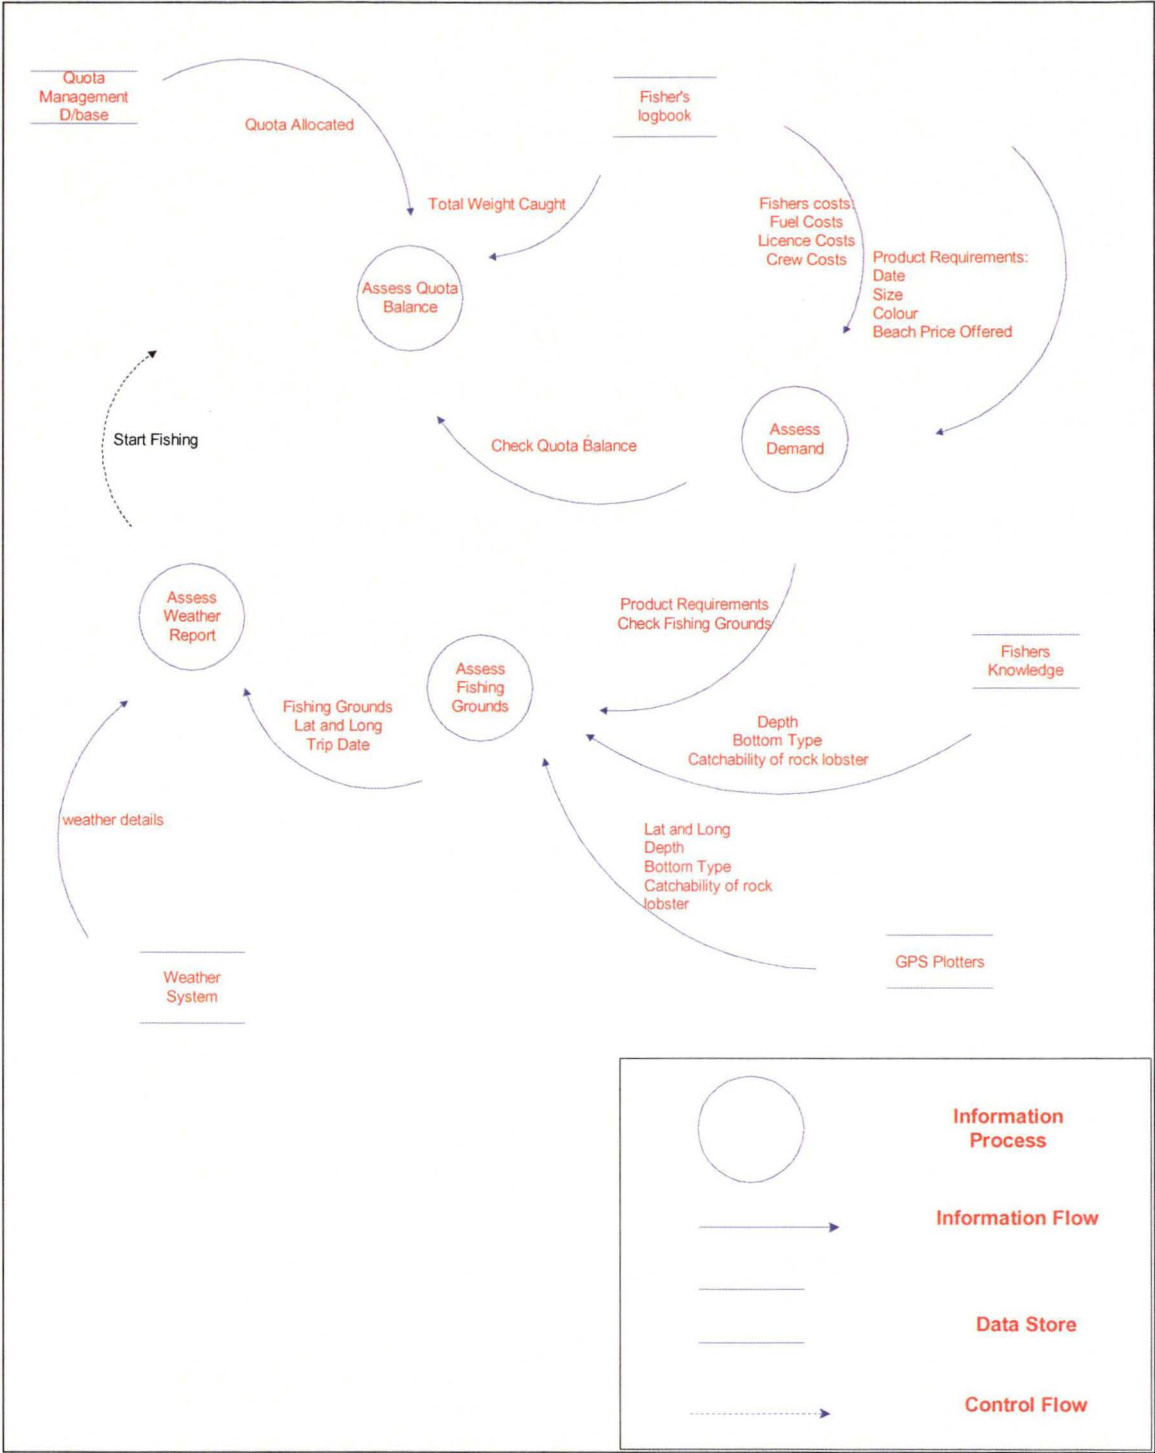 Quota
Management
D/base
Quota Allocated
Fisher's
logbook
Total Weight Caught
Fishers costs:
Fuel Costs
Licence Costs
Crew Costs
Product Requirements:
Date
Size
Colour
Beach Price Offered
Assess Quota
Balance
Start Fishing
Check Quota Balance
Assess
Demand
Assess
Weather
Report
Product Requirements
Check Fishing Grounds
Fishers
Knowledge
Assess
Fishing
Grounds
Fishing Grounds
Lat and Long
Trip Date
Depth
Bottom Type
Catchability of rock lobster
weather details
Lat and Long
Depth
Bottom Type
Catchability of rock
lobster
GPS Plotters
Weather
System
Information
Process
Information Flow
Data Store
Control Flow